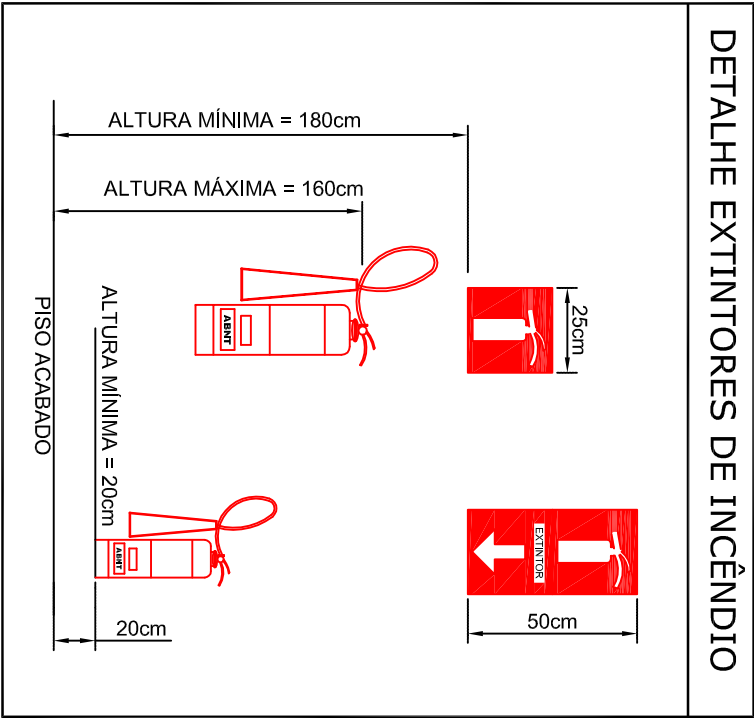 DETALHE EXTINTORES DE INCÊNDIO
ALTURA MÍNIMA = 180cm
ALTURA MÁXIMA = 160cm
25cm
ABNT
EXTINTOR
50cm
ALTURA MÍNIMA = 20cm
ABNT
20cm
PISO ACABADO